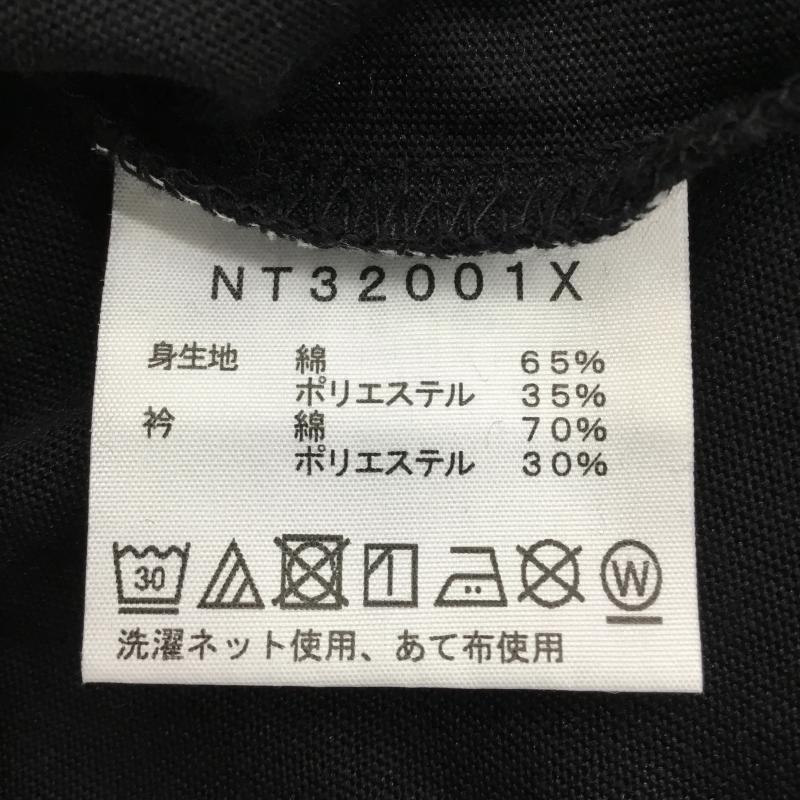 NT32001X
身生地 綿 65%
ポリエステル 35%
衿 綿 70%
ポリエステル 30%
30 W
洗濯ネット使用、あて布使用